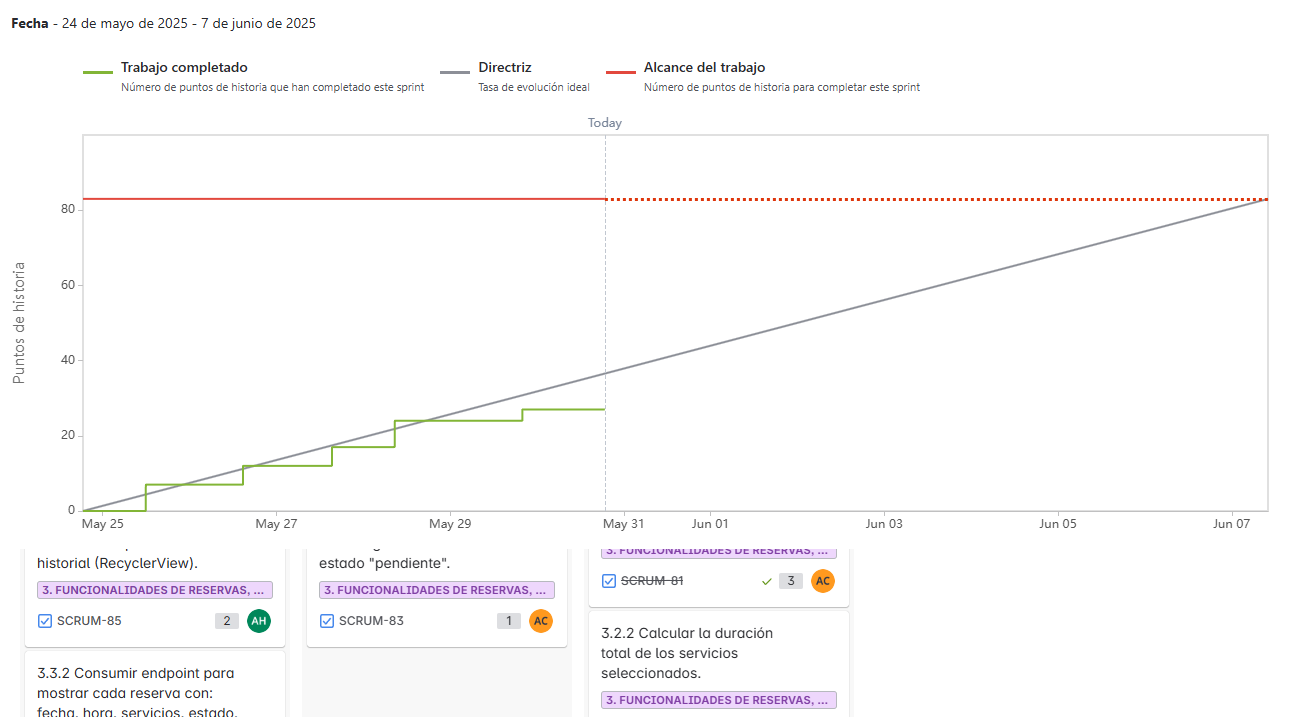 Fecha - 24 de mayo de 2025 - 7 de junio de 2025
Trabajo completado
Número de puntos de historia que han completado este sprint
Directriz
Tasa de evolución ideal
Alcance del trabajo
Número de puntos de historia para completar este sprint
Today
Puntos de historia
80
60
40
20
0
May 25
May 27
May 29
May 31
Jun 01
Jun 03
Jun 05
Jun 07
historial (RecyclerView).
3. FUNCIONALIDADES DE RESERVAS, ...
SCRUM-85
2
AH
3.3.2 Consumir endpoint para
mostrar cada reserva con:
fecha, hora, servicios, estado.
estado "pendiente".
3. FUNCIONALIDADES DE RESERVAS, ...
SCRUM-83
1
AC
3. FUNCIONALIDADES DE RESERVAS, ...
SCRUM-81
3
AC
3.2.2 Calcular la duración
total de los servicios
seleccionados.
3. FUNCIONALIDADES DE RESERVAS, ...